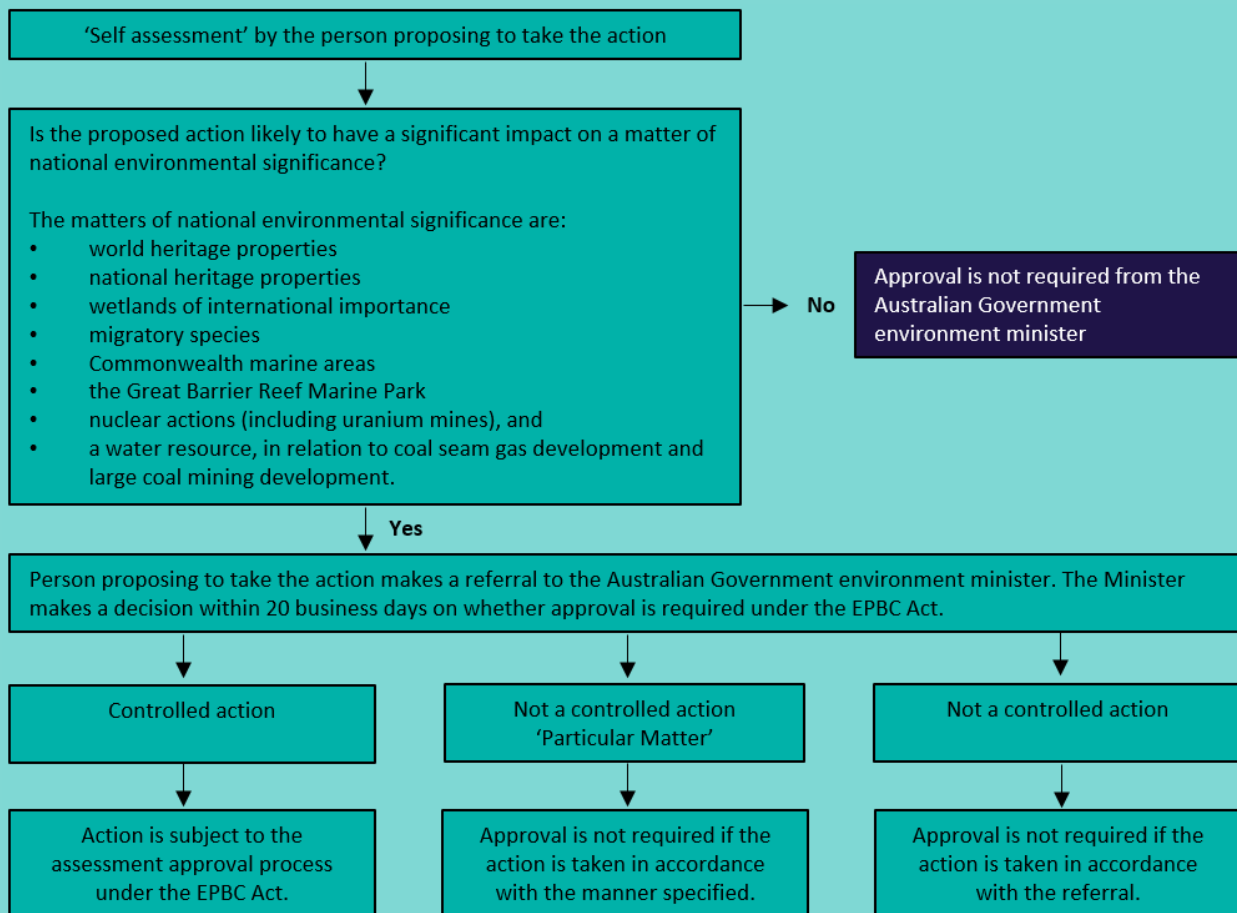 ‘Self assessment’ by the person proposing to take the action
Is the proposed action likely to have a significant impact on a matter of
national environmental significance?
The matters of national environmental significance are:
• world heritage properties
• national heritage properties
• wetlands of international importance
• migratory species
• Commonwealth marine areas
• the Great Barrier Reef Marine Park
• nuclear actions (including uranium mines), and
• a water resource, in relation to coal seam gas development and
large coal mining development.
No
Approval is not required from the
Australian Government
environment minister
Yes
Person proposing to take the action makes a referral to the Australian Government environment minister. The Minister
makes a decision within 20 business days on whether approval is required under the EPBC Act.
Controlled action
Not a controlled action
‘Particular Matter’
Not a controlled action
Action is subject to the
assessment approval process
under the EPBC Act.
Approval is not required if the
action is taken in accordance
with the manner specified.
Approval is not required if the
action is taken in accordance
with the referral.